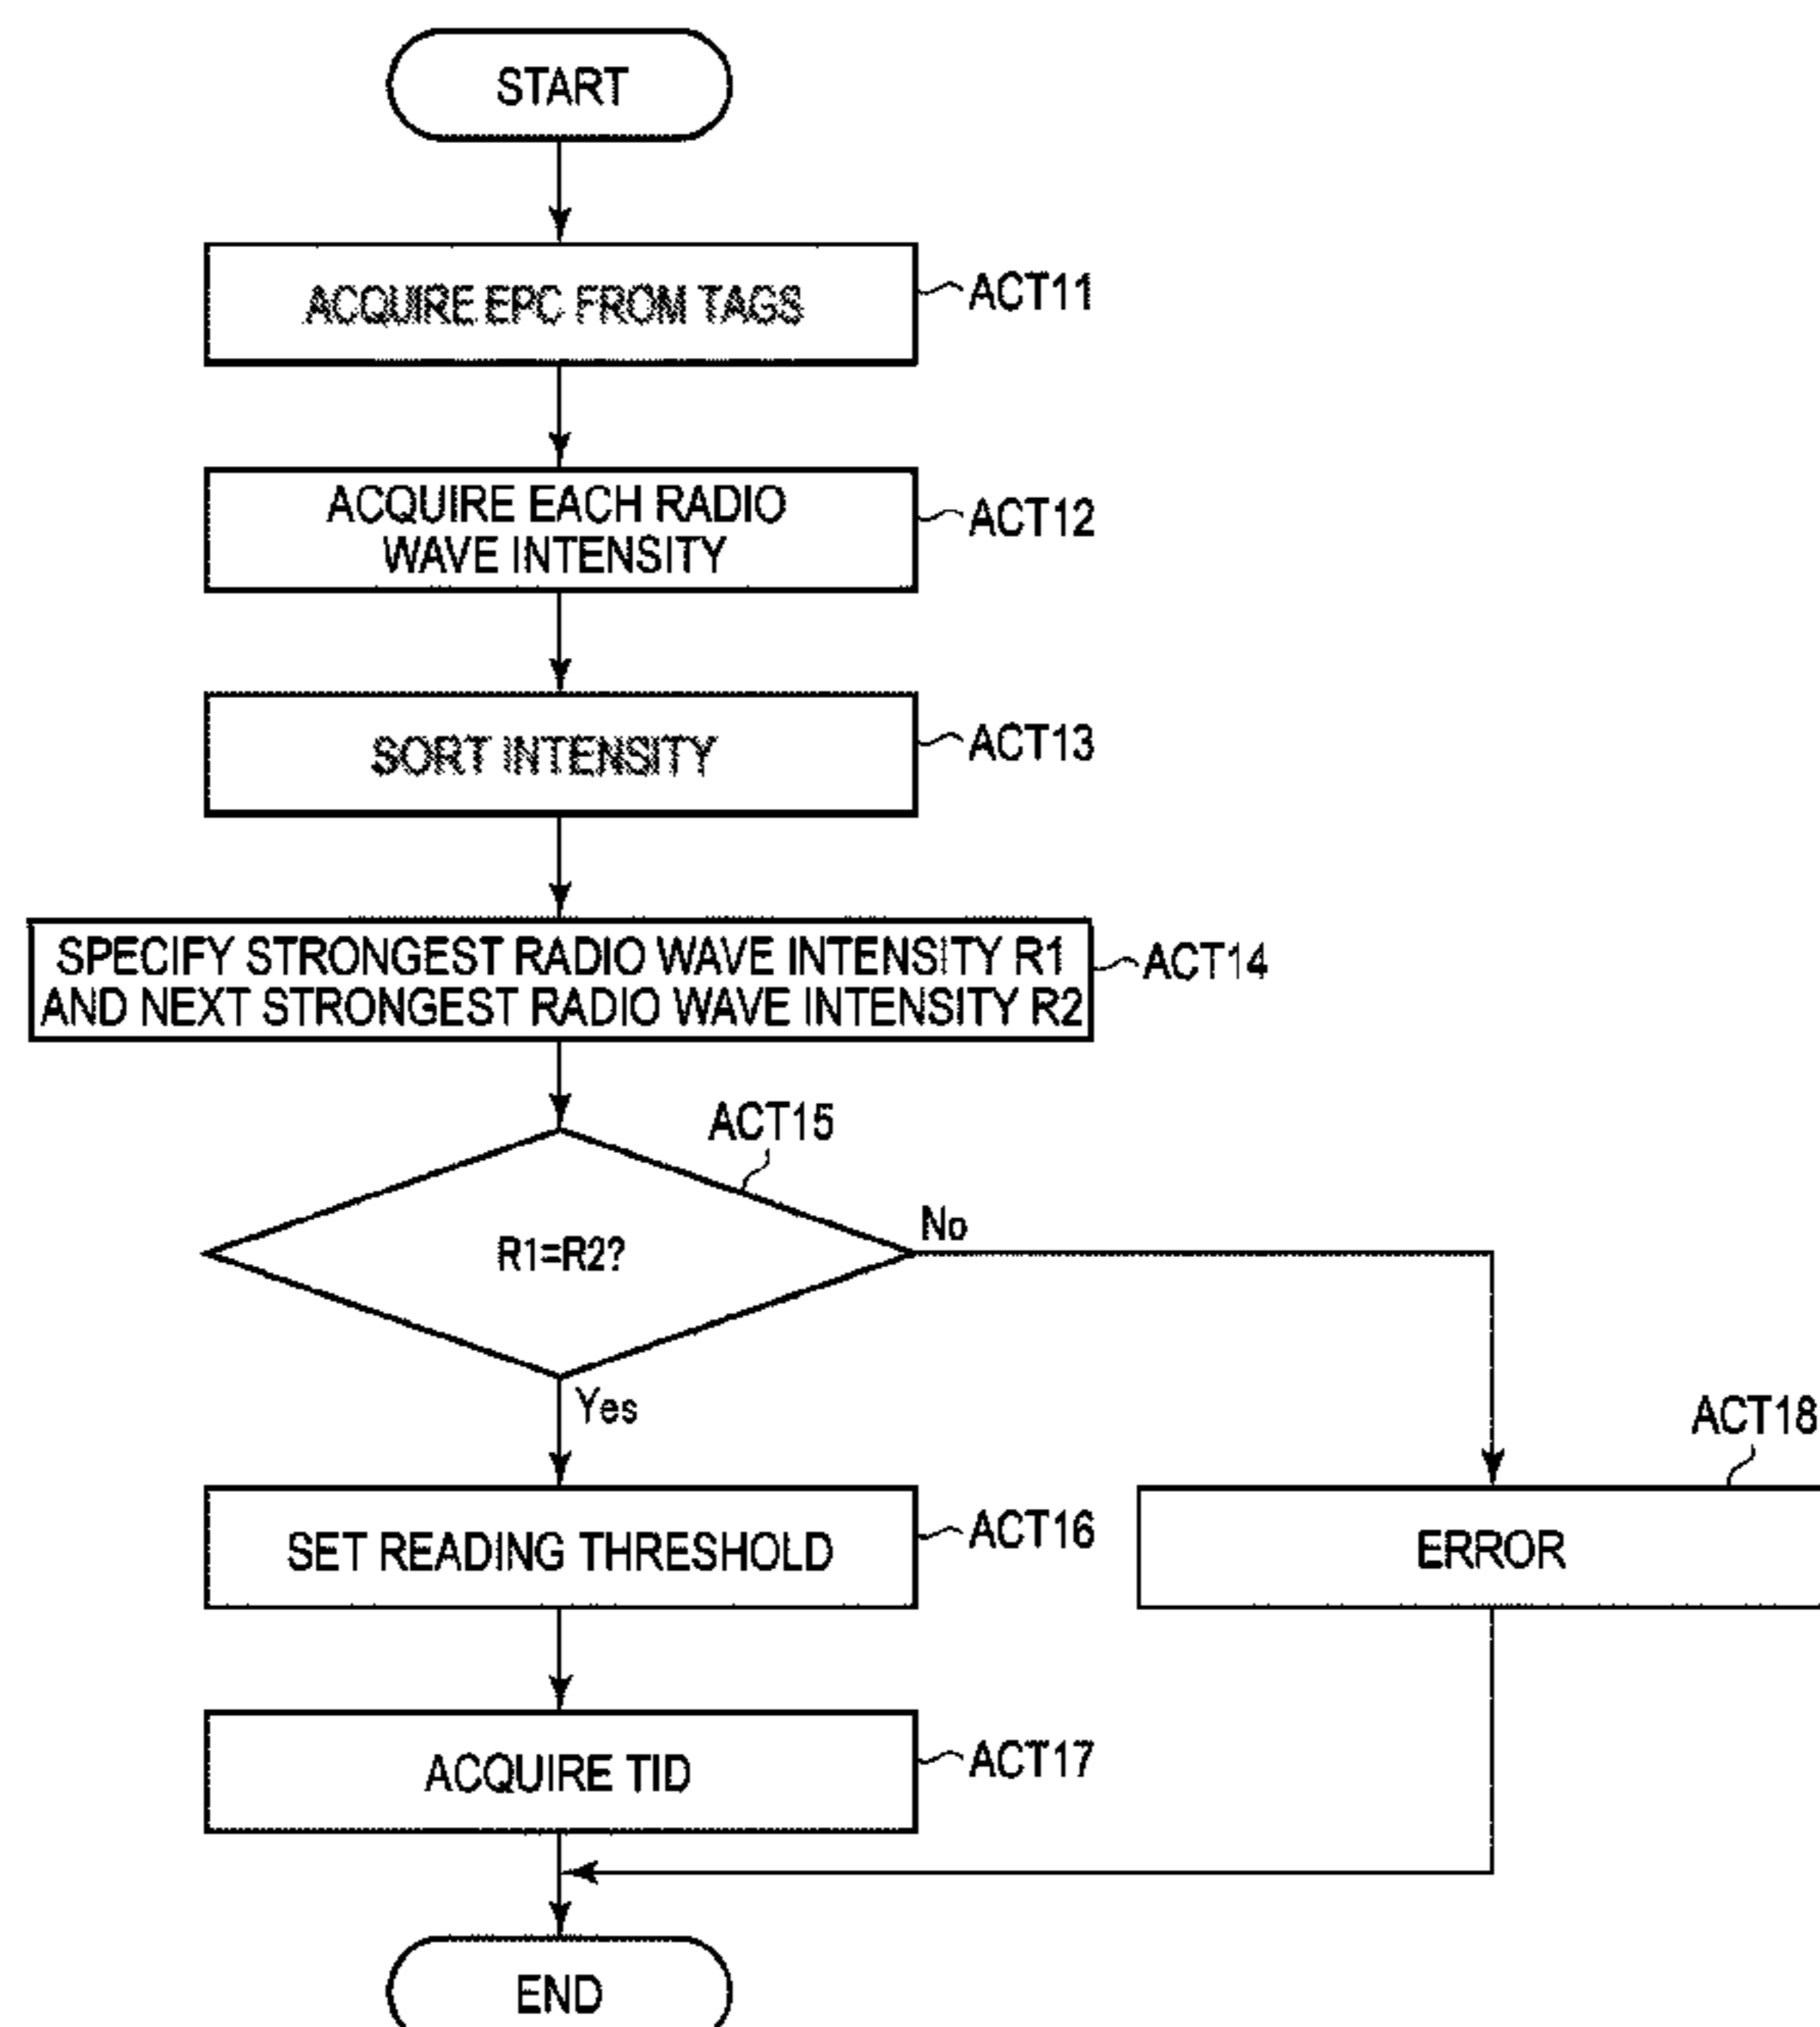 START
ACQUIRE EPC FROM TAGS
ACT11
ACQUIRE EACH RADIO
WAVE INTENSITY
ACT12
SORT INTENSITY
ACT13
SPECIFY STRONGEST RADIO WAVE INTENSITY R1
AND NEXT STRONGEST RADIO WAVE INTENSITY R2
ACT14
ACT15
R1=R2?
No
Yes
SET READING THRESHOLD
ACT16
ACT18
ERROR
ACQUIRE TID
ACT17
END